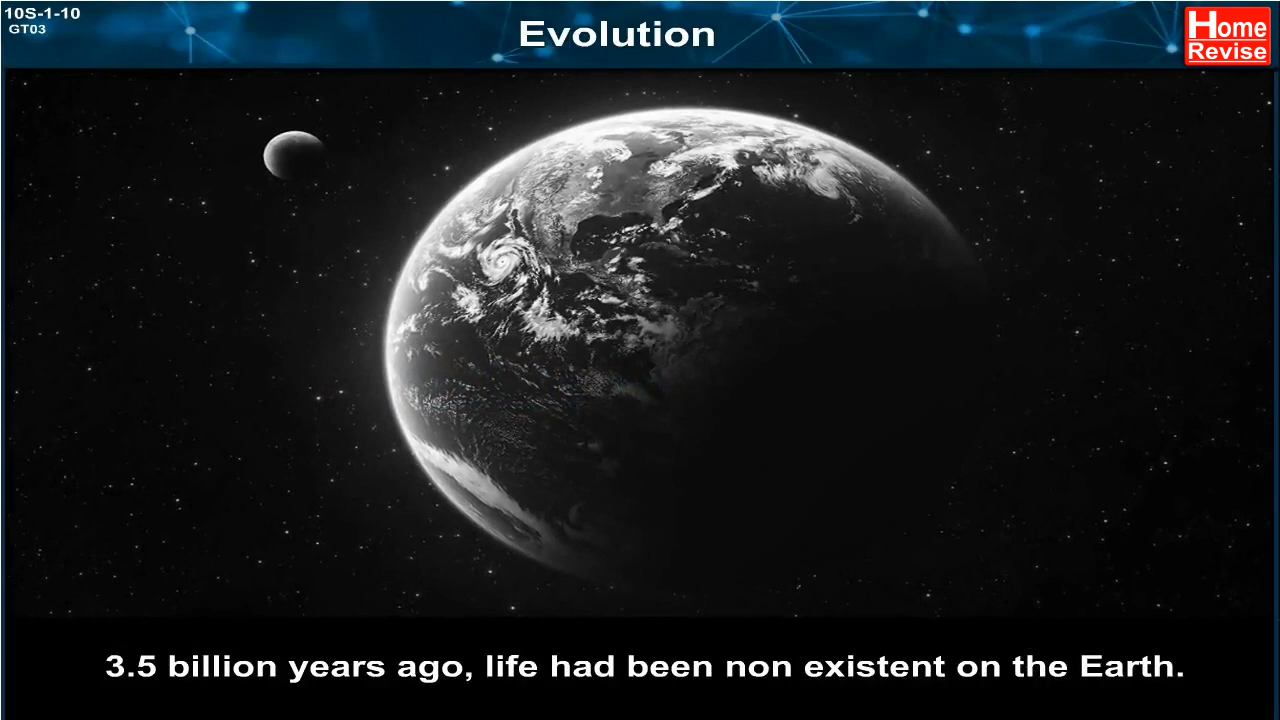 10S-1-10
GT03
Evolution
Home
Revise
3.5 billion years ago, life had been non existent on the Earth.